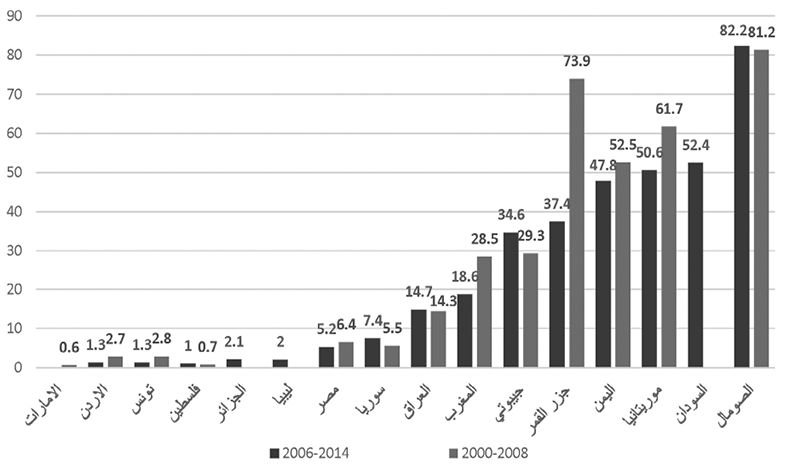 90
80
70
60
50
40
30
20
10
0
0.6
1.3 2.7
1.3 2.8
1 0.7
2.1
2
5.2 6.4
7.4 5.5
14.7 14.3
18.6 28.5
34.6 29.3
37.4 73.9
47.8 52.5
50.6 61.7
52.4
82.2 81.2
الامارات
الاردن
تونس
فلسطين
الجزائر
ليبيا
مصر
سوريا
العراق
المغرب
جيبوتي
جزر القمر
اليمن
موريتانيا
السودان
الصومال
2006-2014
2000-2008